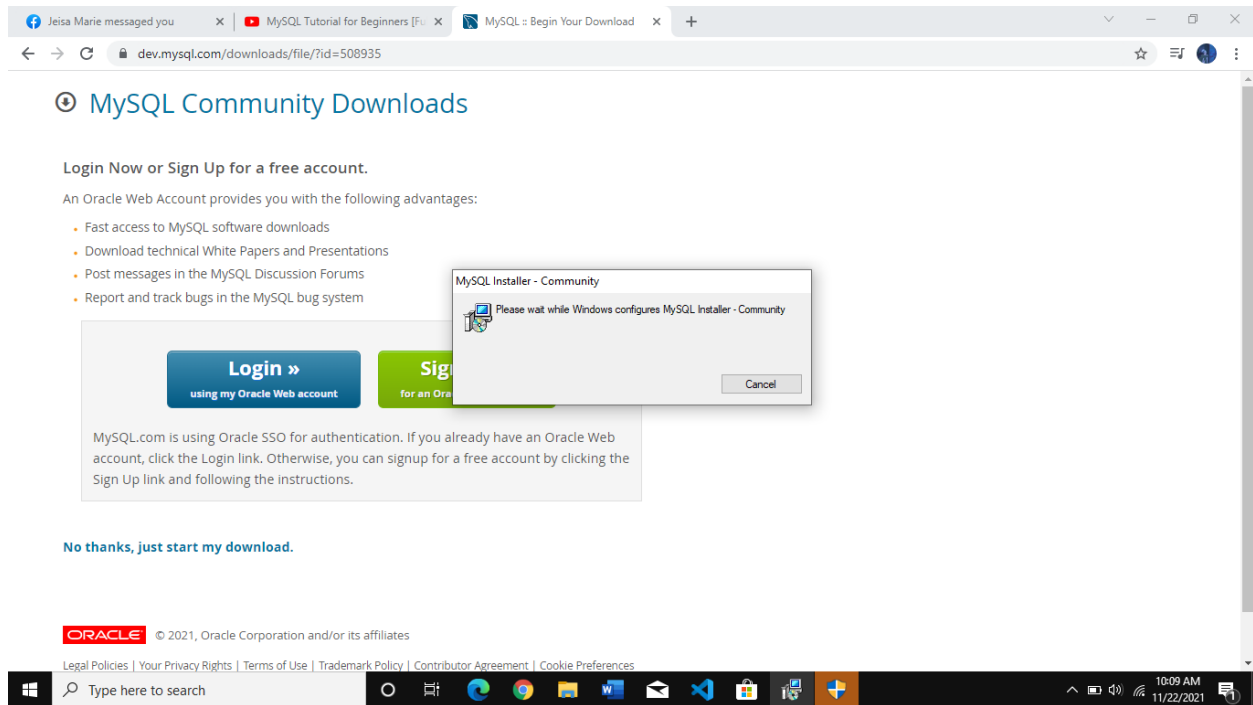 Jeisa Marie messaged you
MySQL Tutorial for Beginners [Fu
MySQL :: Begin Your Download
dev.mysql.com/downloads/file/?id=508935
MySQL Community Downloads
Login Now or Sign Up for a free account.
An Oracle Web Account provides you with the following advantages:
Fast access to MySQL software downloads
Download technical White Papers and Presentations
Post messages in the MySQL Discussion Forums
Report and track bugs in the MySQL bug system
MySQL Installer - Community
Please wait while Windows configures MySQL Installer - Community
Cancel
Login »
using my Oracle Web account
Sig
for an Ora
MySQL.com is using Oracle SSO for authentication. If you already have an Oracle Web
account, click the Login link. Otherwise, you can signup for a free account by clicking the
Sign Up link and following the instructions.
No thanks, just start my download.
ORACLE © 2021, Oracle Corporation and/or its affiliates
Legal Policies | Your Privacy Rights | Terms of Use | Trademark Policy | Contributor Agreement | Cookie Preferences
Type here to search
10:09 AM
11/22/2021
1